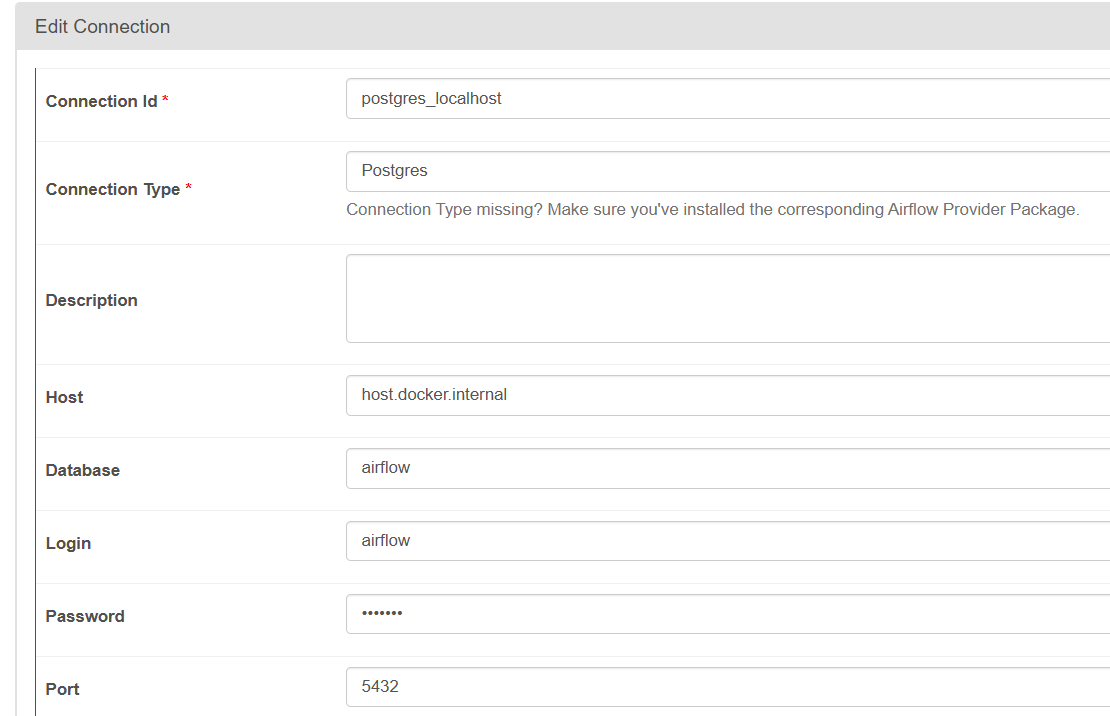 Edit Connection
Connection Id *
postgres_localhost
Connection Type *
Postgres
Connection Type missing? Make sure you've installed the corresponding Airflow Provider Package.
Description
Host
host.docker.internal
Database
airflow
Login
airflow
Password
•••••••
Port
5432